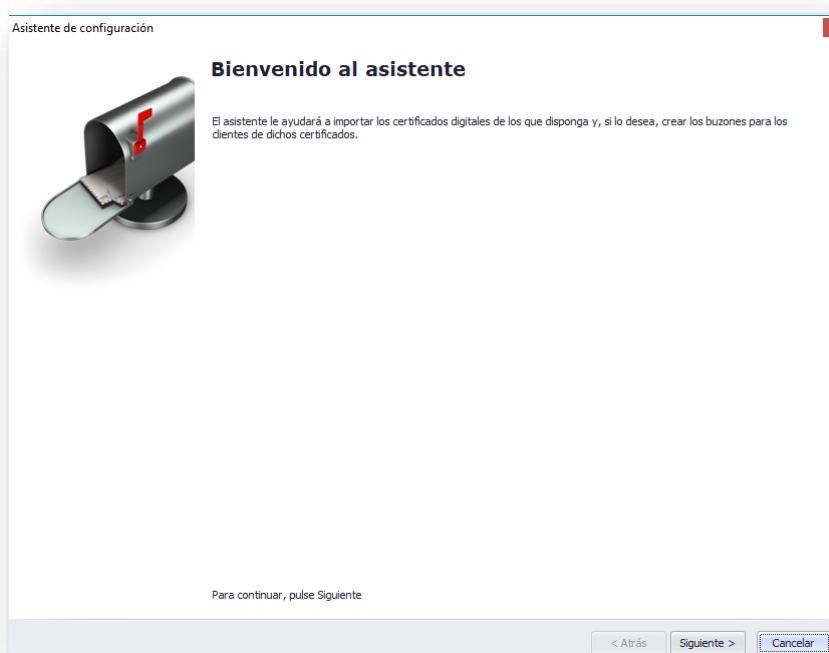 Asistente de configuración
Bienvenido al asistente
El asistente le ayudará a importar los certificados digitales de los que disponga y, si lo desea, crear los buzones para los
clientes de dichos certificados.
Para continuar, pulse Siguiente
< Atrás Siguiente > Cancelar